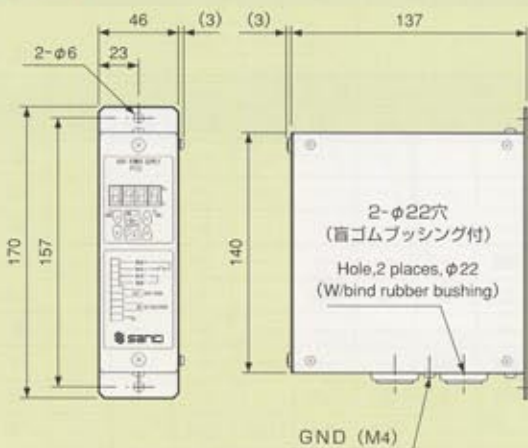 46
(3)
(3)
137
2-φ6
23
170
157
140
2-φ22穴
(盲ゴムブッシング付)
Hole,2 places,φ22
(W/bind rubber bushing)
sanci
GND (M4)